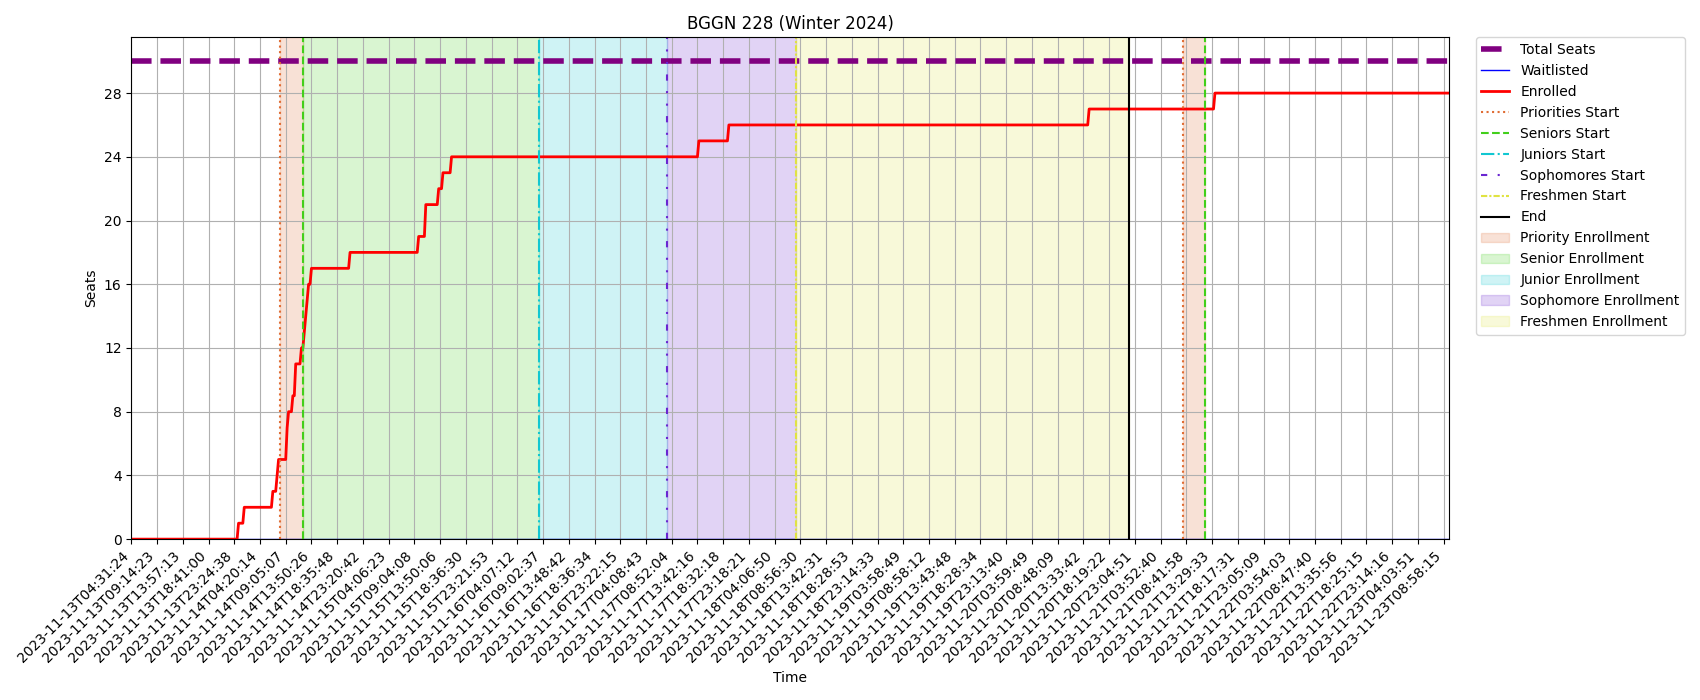 BGGN 228 (Winter 2024)
Total Seats
Waitlisted
Enrolled
Priorities Start
Seniors Start
Juniors Start
Sophomores Start
Freshmen Start
End
Priority Enrollment
Senior Enrollment
Junior Enrollment
Sophomore Enrollment
Freshmen Enrollment
Seats
28
24
20
16
12
8
4
0
2023-11-13T04:31:24
2023-11-13T09:14:23
2023-11-13T13:57:13
2023-11-13T18:41:00
2023-11-13T23:24:38
2023-11-14T04:20:14
2023-11-14T09:05:07
2023-11-14T13:50:26
2023-11-14T18:35:48
2023-11-14T23:20:42
2023-11-15T04:06:23
2023-11-15T09:04:08
2023-11-15T13:50:06
2023-11-15T18:36:30
2023-11-15T23:21:53
2023-11-16T04:07:12
2023-11-16T09:02:37
2023-11-16T13:48:42
2023-11-16T18:36:34
2023-11-16T23:22:15
2023-11-17T04:08:43
2023-11-17T08:52:04
2023-11-17T13:42:16
2023-11-17T18:32:18
2023-11-17T23:18:21
2023-11-18T04:06:50
2023-11-18T08:56:30
2023-11-18T13:42:31
2023-11-18T18:28:53
2023-11-18T23:14:33
2023-11-19T03:58:49
2023-11-19T08:58:12
2023-11-19T13:43:48
2023-11-19T18:28:34
2023-11-19T23:13:40
2023-11-20T03:59:49
2023-11-20T08:48:09
2023-11-20T13:33:42
2023-11-20T18:19:22
2023-11-20T23:04:51
2023-11-21T03:52:40
2023-11-21T08:41:58
2023-11-21T13:29:33
2023-11-21T18:17:31
2023-11-21T23:05:09
2023-11-22T03:54:03
2023-11-22T08:47:40
2023-11-22T13:35:56
2023-11-22T18:25:15
2023-11-22T23:14:16
2023-11-23T04:03:51
2023-11-23T08:58:15
Time